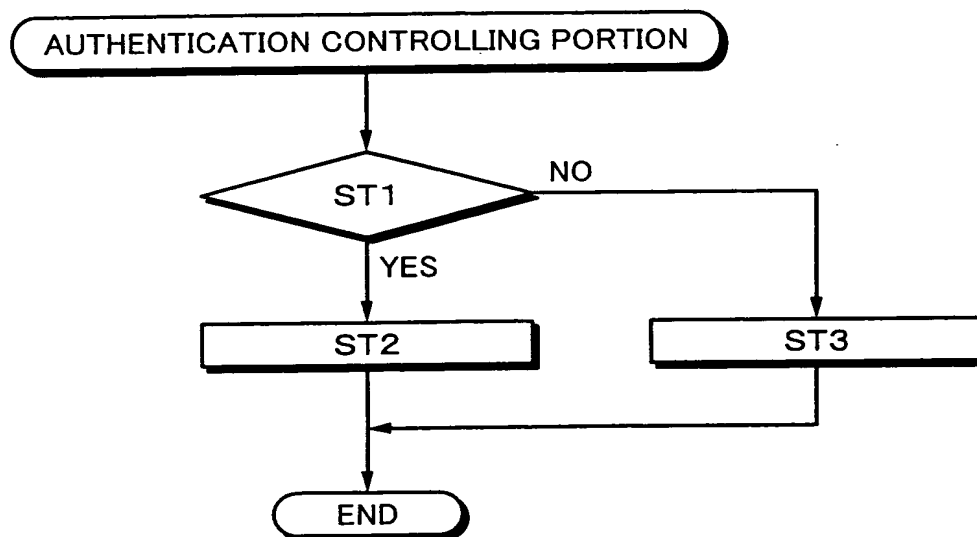 AUTHENTICATION CONTROLLING PORTION
ST1
NO
YES
ST2
ST3
END